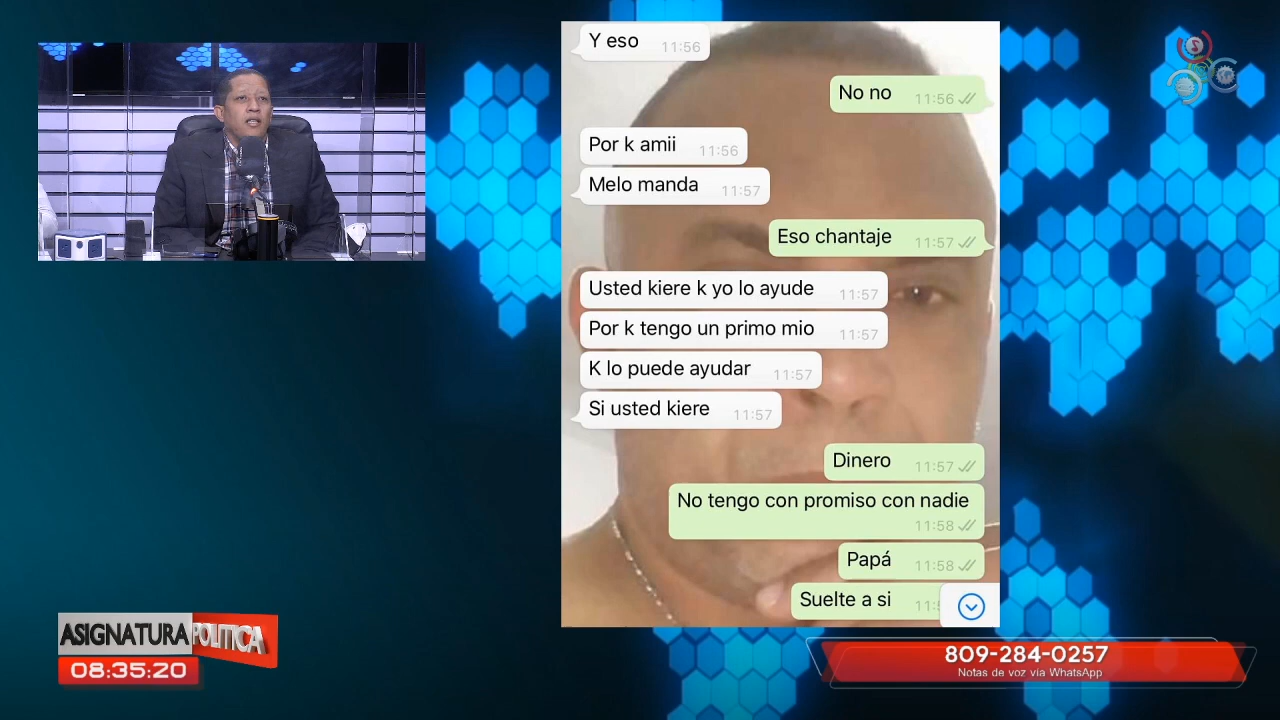 Y eso 11:56
No no 11:56
Por k amii 11:56
Melo manda 11:57
Eso chantaje 11:57
Usted kiere k yo lo ayude 11:57
Por k tengo un primo mio 11:57
K lo puede ayudar 11:57
Si usted kiere 11:57
Dinero 11:57
No tengo con promiso con nadie
11:58
Papá 11:58
Suelte a si
ASIGNATURA POLITICA
08:35:20
809-284-0257
Notas de voz via WhatsApp